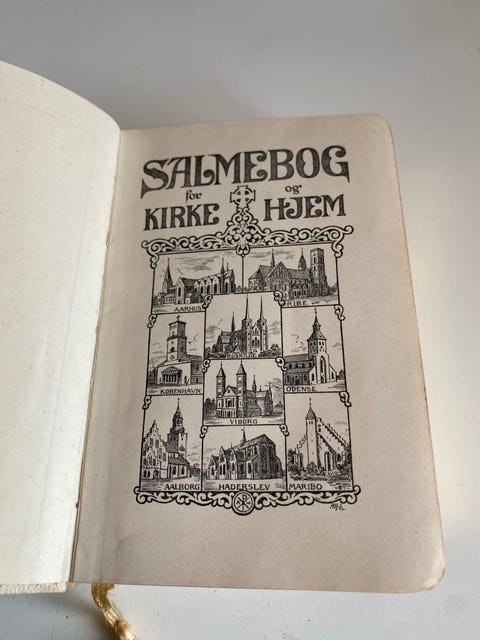 SALMEBOG
for og
KIRKE HJEM
AARHUS RIBE
ROSKILDE
KØBENHAVN ODENSE
VIBORG
AALBORG HADERSLEV MARIBO